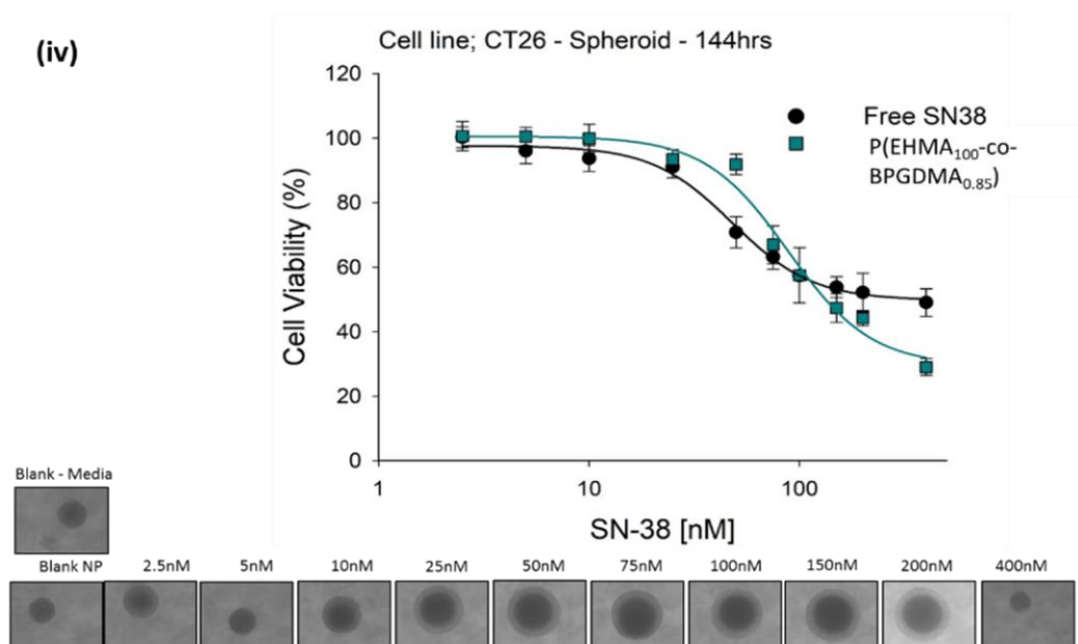 (iv)
Cell line; CT26 - Spheroid - 144hrs
120
100
80
60
40
20
0
Cell Viability (%)
1 10 100
SN-38 [nM]
Free SN38
P(EHMA₁₀₀-co-
BPGDMA₀.₈₅)
Blank - Media
Blank NP 2.5nM 5nM 10nM 25nM 50nM 75nM 100nM 150nM 200nM 400nM